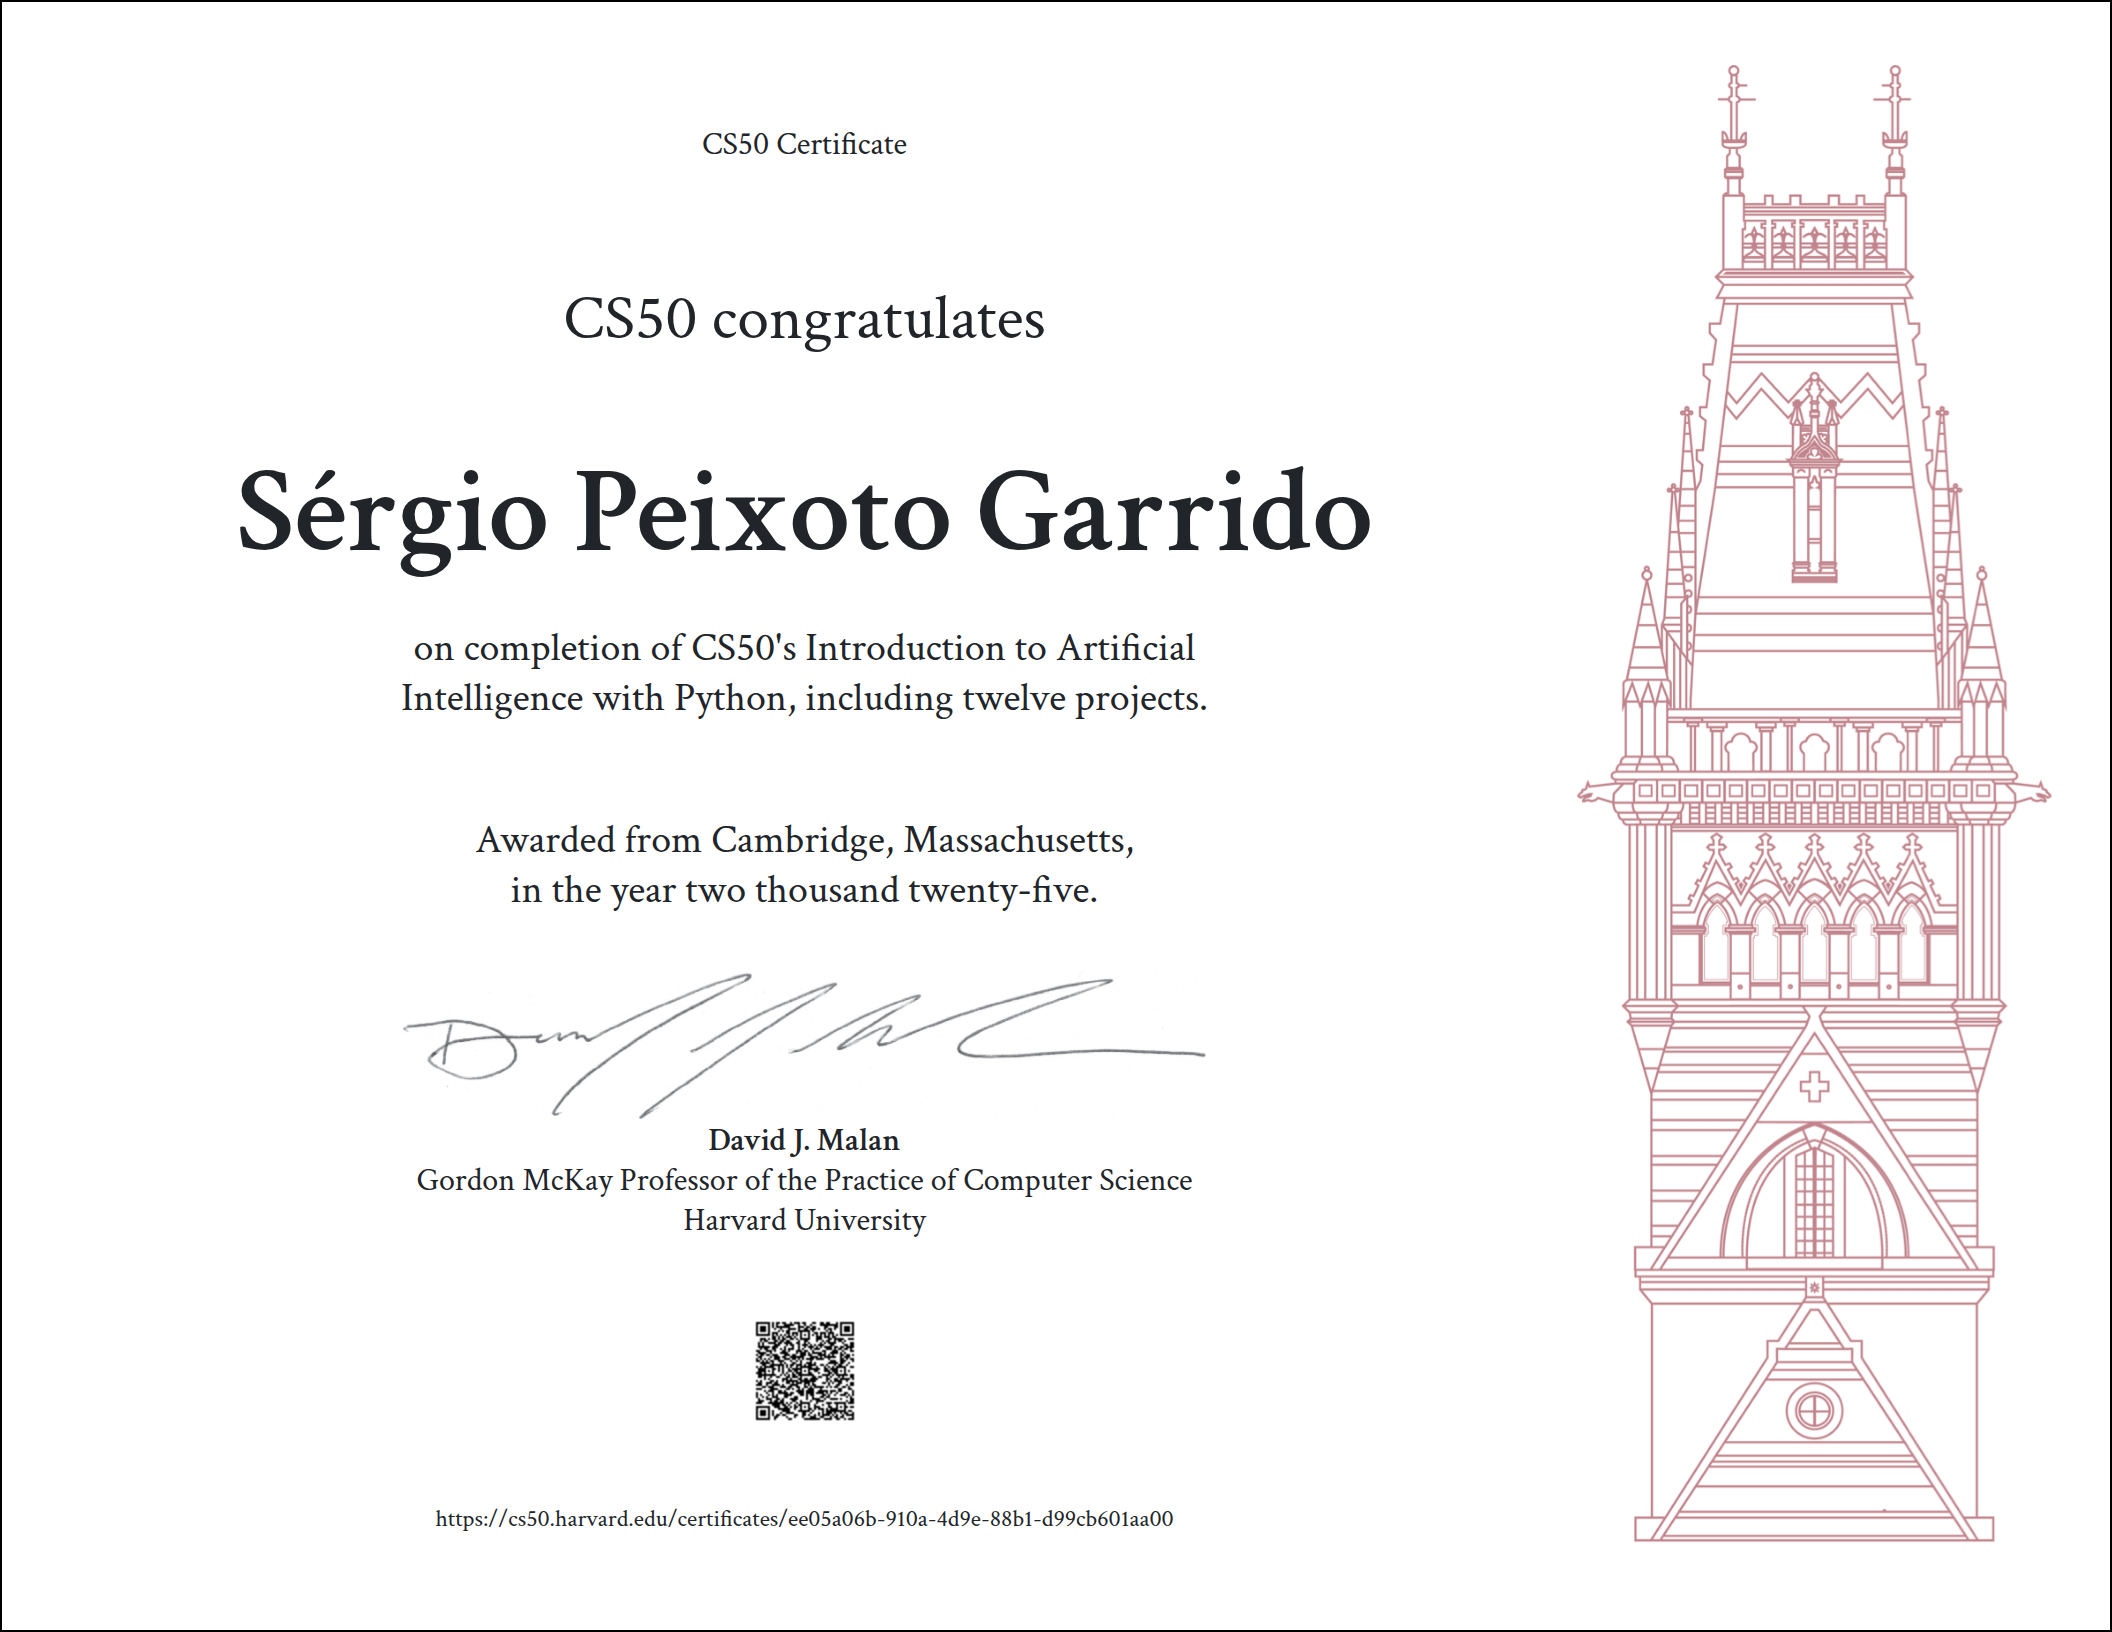 CS50 Certificate
CS50 congratulates
Sérgio Peixoto Garrido
on completion of CS50's Introduction to Artificial
Intelligence with Python, including twelve projects.
Awarded from Cambridge, Massachusetts,
in the year two thousand twenty-five.
David J. Malan
Gordon McKay Professor of the Practice of Computer Science
Harvard University
https://cs50.harvard.edu/certificates/ee05a06b-910a-4d9e-88b1-d99cb601aa00